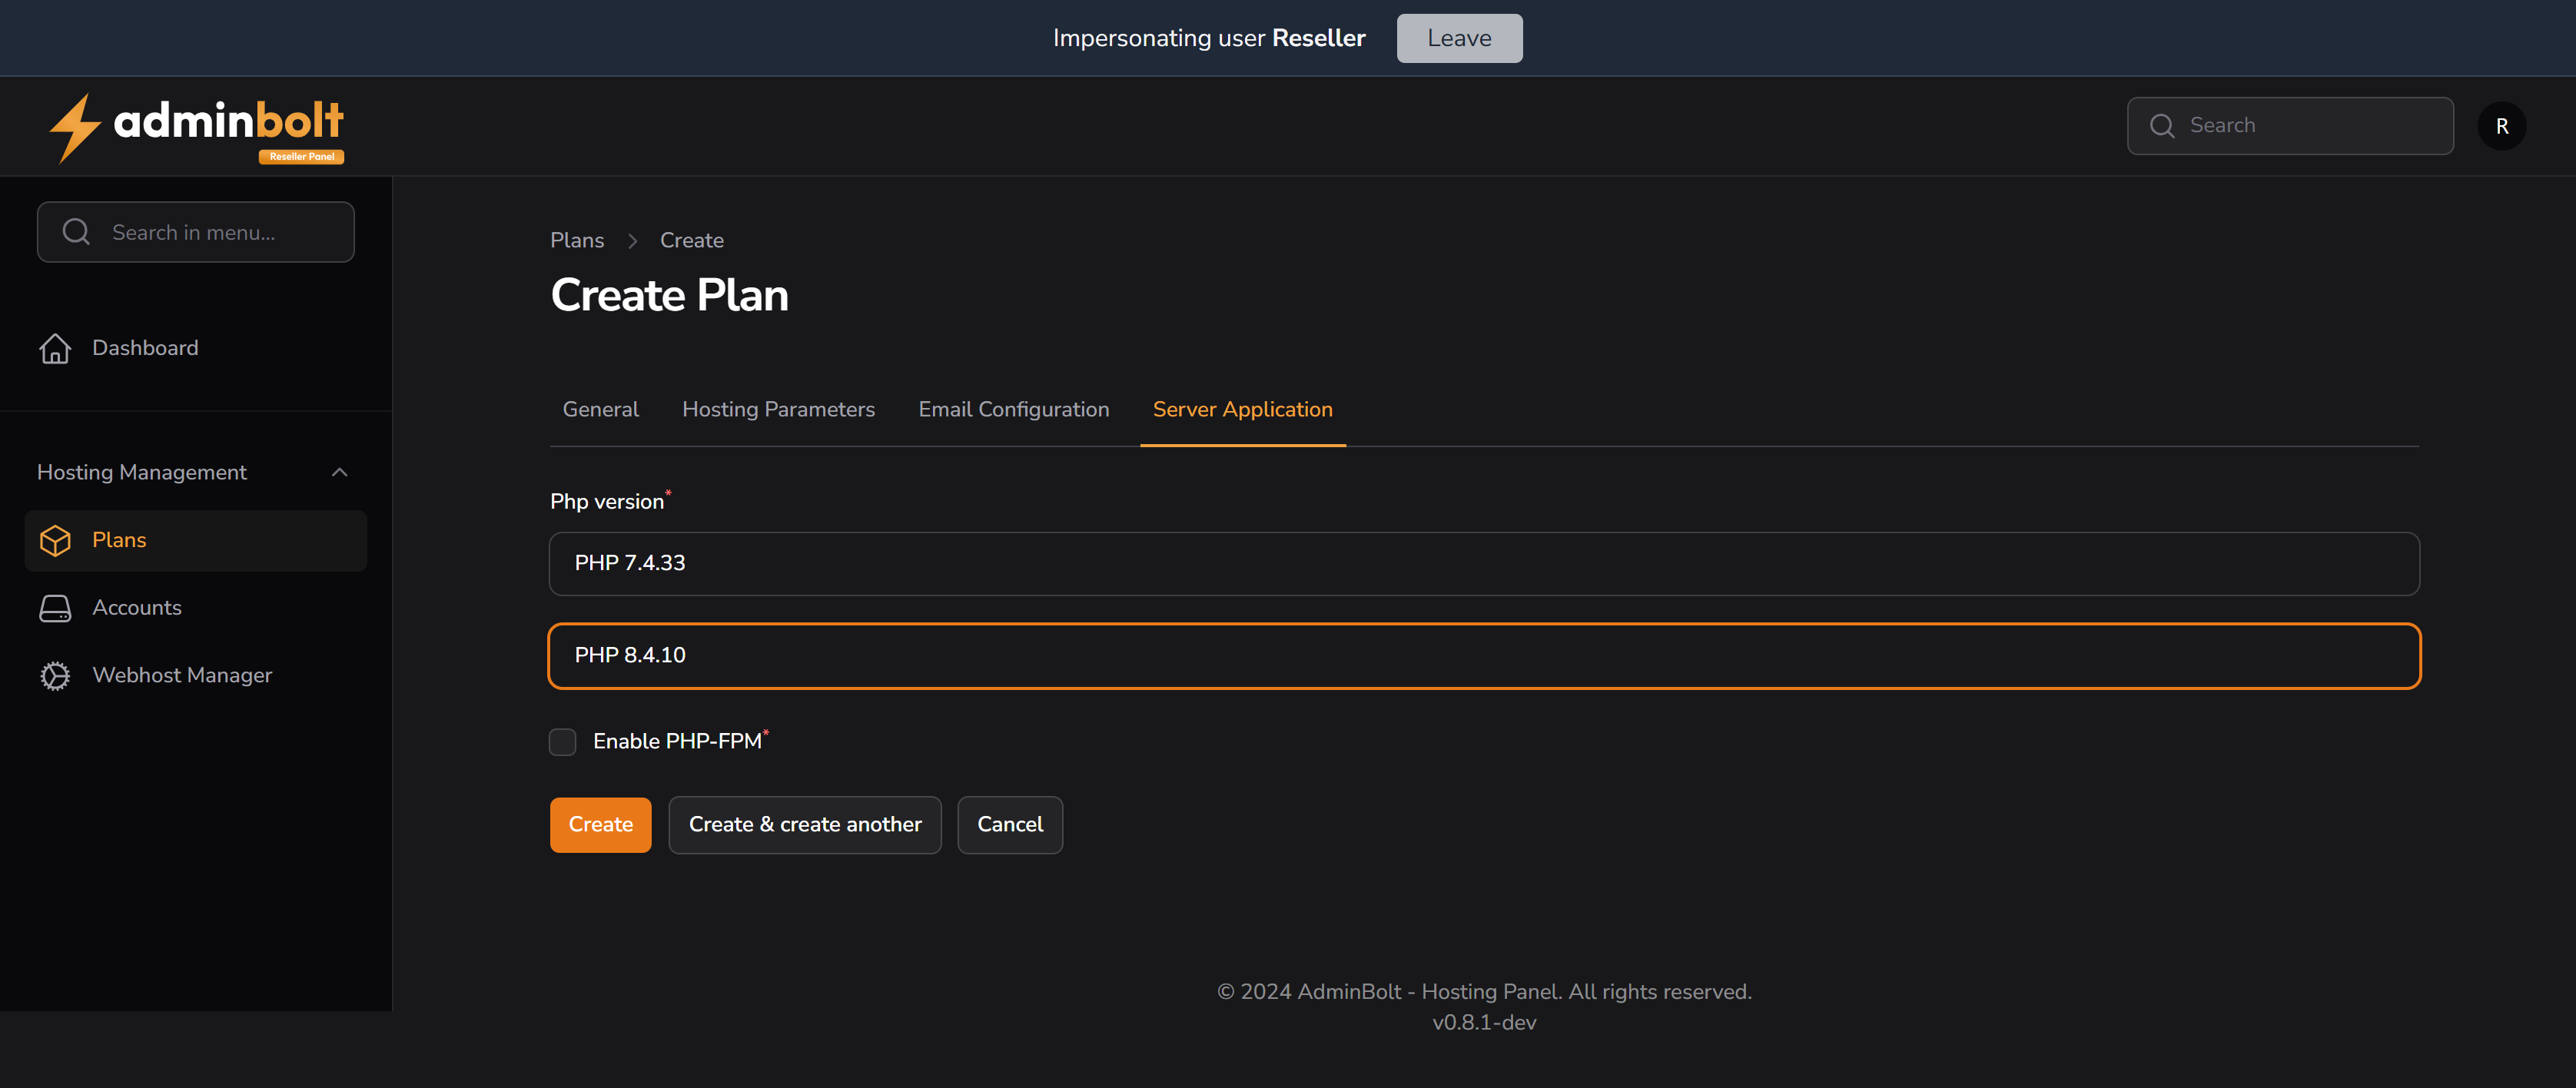 Impersonating user Reseller Leave
adminbolt
Reseller Panel
Search
R
Search in menu...
Dashboard
Hosting Management
Plans
Accounts
Webhost Manager
Plans > Create
Create Plan
General Hosting Parameters Email Configuration Server Application
Php version*
PHP 7.4.33
PHP 8.4.10
Enable PHP-FPM*
Create Create & create another Cancel
© 2024 AdminBolt - Hosting Panel. All rights reserved.
v0.8.1-dev